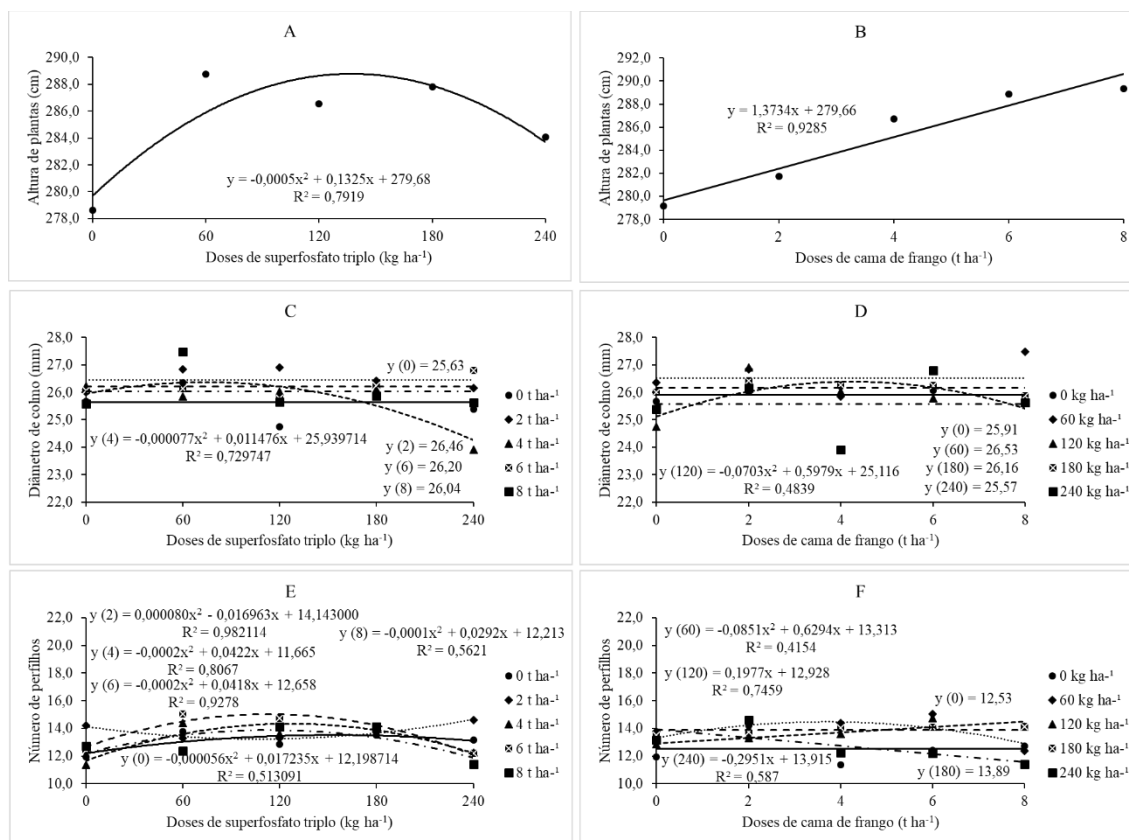 A
290,0
288,0
286,0
284,0
282,0
280,0
278,0
Altura de plantas (cm)
y = -0,0005x² + 0,1325x + 279,68
R² = 0,7919
0 60 120 180 240
Doses de superfosfato triplo (kg ha⁻¹)
B
292,0
290,0
288,0
286,0
284,0
282,0
280,0
278,0
Altura de plantas (cm)
y = 1,3734x + 279,66
R² = 0,9285
0 2 4 6 8
Doses de cama de frango (t ha⁻¹)
C
28,0
27,0
26,0
25,0
24,0
23,0
22,0
Diâmetro de colmo (mm)
y (0) = 25,63
y (4) = -0,000077x² + 0,011476x + 25,939714
R² = 0,729747
y (2) = 26,46
y (6) = 26,20
y (8) = 26,04
0 t ha⁻¹
2 t ha⁻¹
4 t ha⁻¹
6 t ha⁻¹
8 t ha⁻¹
0 60 120 180 240
Doses de superfosfato triplo (kg ha⁻¹)
D
28,0
27,0
26,0
25,0
24,0
23,0
22,0
Diâmetro de colmo (mm)
y (120) = -0,0703x² + 0,5979x + 25,116
R² = 0,4839
y (0) = 25,91
y (60) = 26,53
y (180) = 26,16
y (240) = 25,57
0 kg ha⁻¹
60 kg ha⁻¹
120 kg ha⁻¹
180 kg ha⁻¹
240 kg ha⁻¹
0 2 4 6 8
Doses de cama de frango (t ha⁻¹)
E
22,0
20,0
18,0
16,0
14,0
12,0
10,0
Número de perfilhos
y (2) = 0,000080x² - 0,016963x + 14,143000
R² = 0,982114
y (8) = -0,0001x² + 0,0292x + 12,213
R² = 0,5621
y (4) = -0,0002x² + 0,0422x + 11,665
R² = 0,8067
y (6) = -0,0002x² + 0,0418x + 12,658
R² = 0,9278
y (0) = -0,000056x² + 0,017235x + 12,198714
R² = 0,513091
0 t ha⁻¹
2 t ha⁻¹
4 t ha⁻¹
6 t ha⁻¹
8 t ha⁻¹
0 60 120 180 240
Doses de superfosfato triplo (kg ha⁻¹)
F
22,0
20,0
18,0
16,0
14,0
12,0
10,0
Número de perfilhos
y (60) = -0,0851x² + 0,6294x + 13,313
R² = 0,4154
y (120) = 0,1977x + 12,928
R² = 0,7459
y (0) = 12,53
y (240) = -0,2951x + 13,915
R² = 0,587
y (180) = 13,89
0 kg ha⁻¹
60 kg ha⁻¹
120 kg ha⁻¹
180 kg ha⁻¹
240 kg ha⁻¹
0 2 4 6 8
Doses de cama de frango (t ha⁻¹)